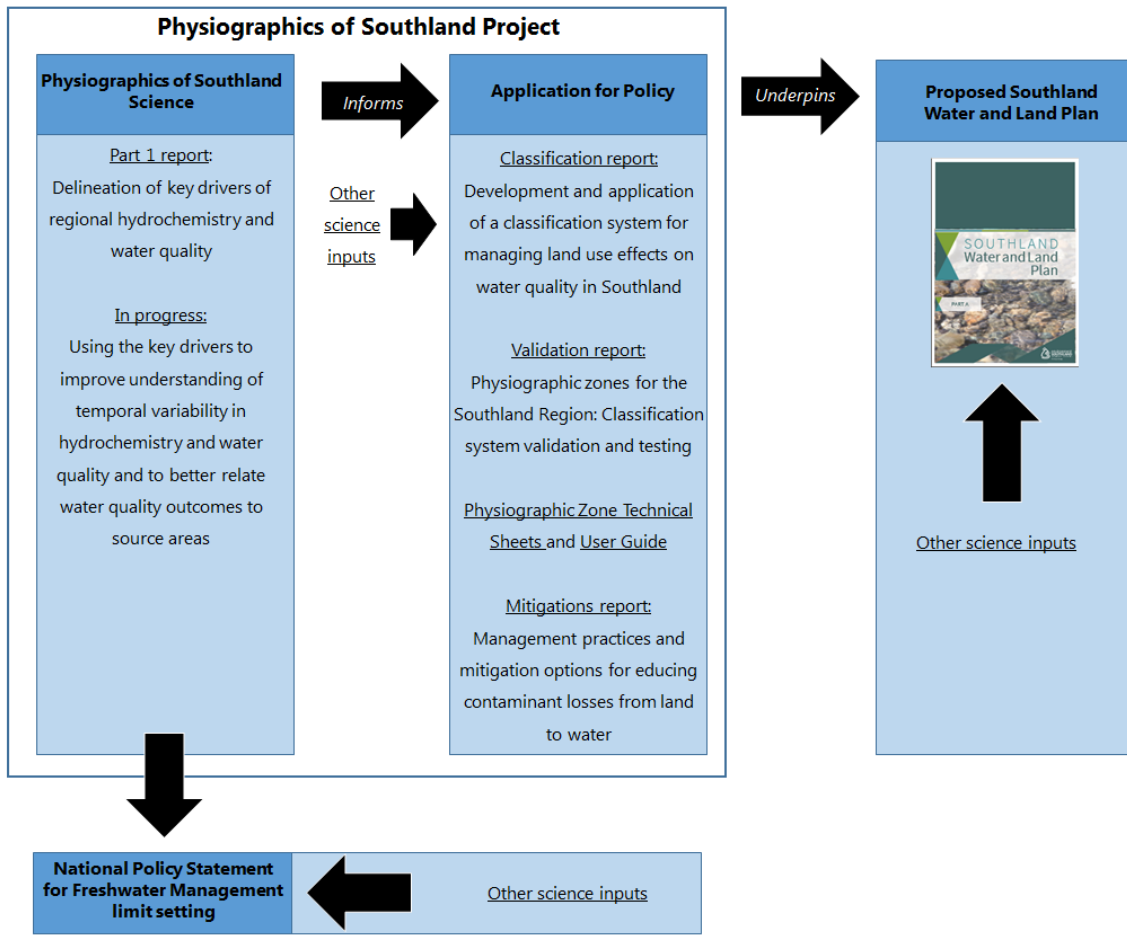 Physiographics of Southland Project
Physiographics of Southland
Science
Part 1 report:
Delineation of key drivers of
regional hydrochemistry and
water quality
In progress:
Using the key drivers to
improve understanding of
temporal variability in
hydrochemistry and water
quality and to better relate
water quality outcomes to
source areas
Informs
Other
science
inputs
Application for Policy
Classification report:
Development and application
of a classification system for
managing land use effects on
water quality in Southland
Validation report:
Physiographic zones for the
Southland Region: Classification
system validation and testing
Physiographic Zone Technical
Sheets and User Guide
Mitigations report:
Management practices and
mitigation options for educing
contaminant losses from land
to water
Underpins
Proposed Southland
Water and Land Plan
SOUTHLAND
Water and Land
Plan
PART A
Other science inputs
National Policy Statement
for Freshwater Management
limit setting
Other science inputs